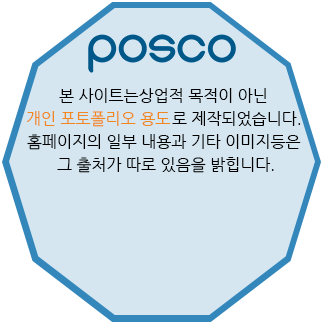 posco
본 사이트는상업적 목적이 아닌
개인 포토폴리오 용도로 제작되었습니다.
홈페이지의 일부 내용과 기타 이미지등은
그 출처가 따로 있음을 밝힙니다.